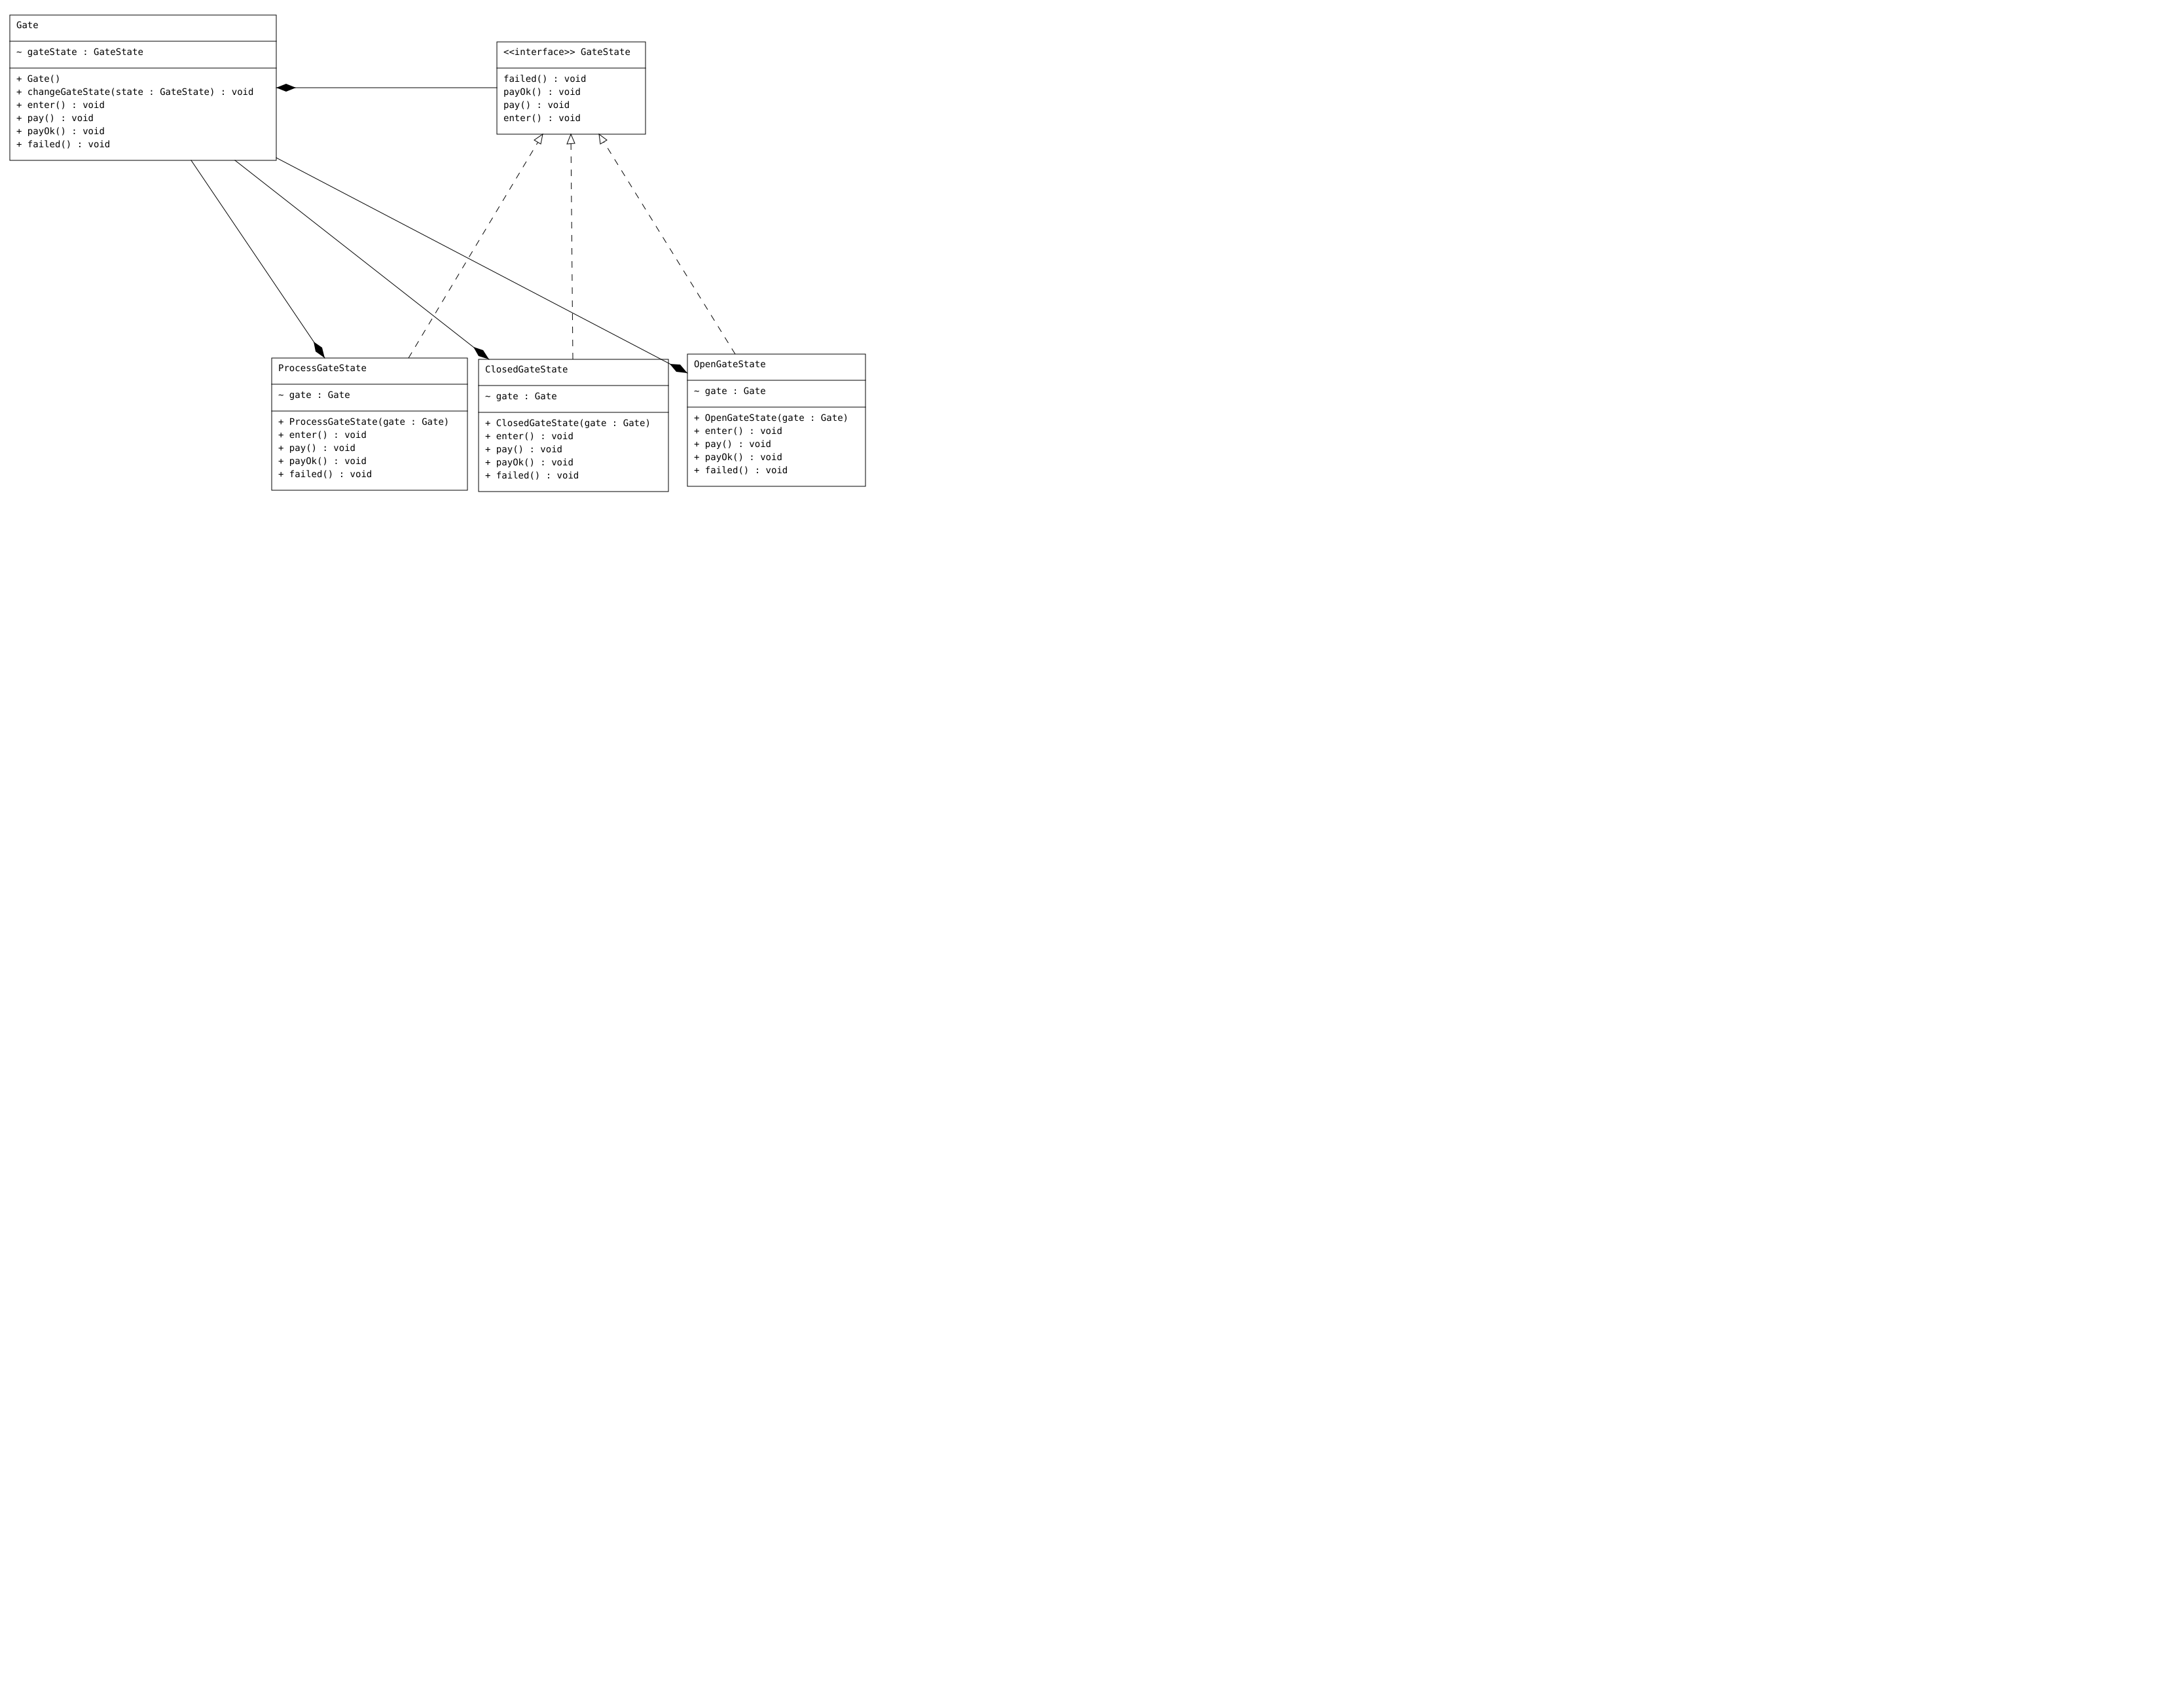 Gate
~ gateState : GateState
+ Gate()
+ changeGateState(state : GateState) : void
+ enter() : void
+ pay() : void
+ payOk() : void
+ failed() : void
<<interface>> GateState
failed() : void
payOk() : void
pay() : void
enter() : void
ProcessGateState
~ gate : Gate
+ ProcessGateState(gate : Gate)
+ enter() : void
+ pay() : void
+ payOk() : void
+ failed() : void
ClosedGateState
~ gate : Gate
+ ClosedGateState(gate : Gate)
+ enter() : void
+ pay() : void
+ payOk() : void
+ failed() : void
OpenGateState
~ gate : Gate
+ OpenGateState(gate : Gate)
+ enter() : void
+ pay() : void
+ payOk() : void
+ failed() : void